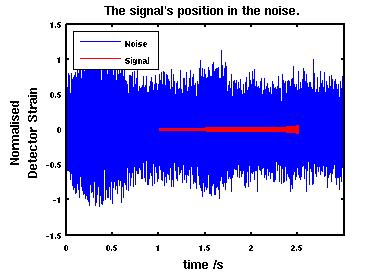 The signal's position in the noise.
Noise
Signal
Normalised
Detector Strain
1.5
1
0.5
0
-0.5
-1
-1.5
0
0.5
1
1.5
2
2.5
time /s